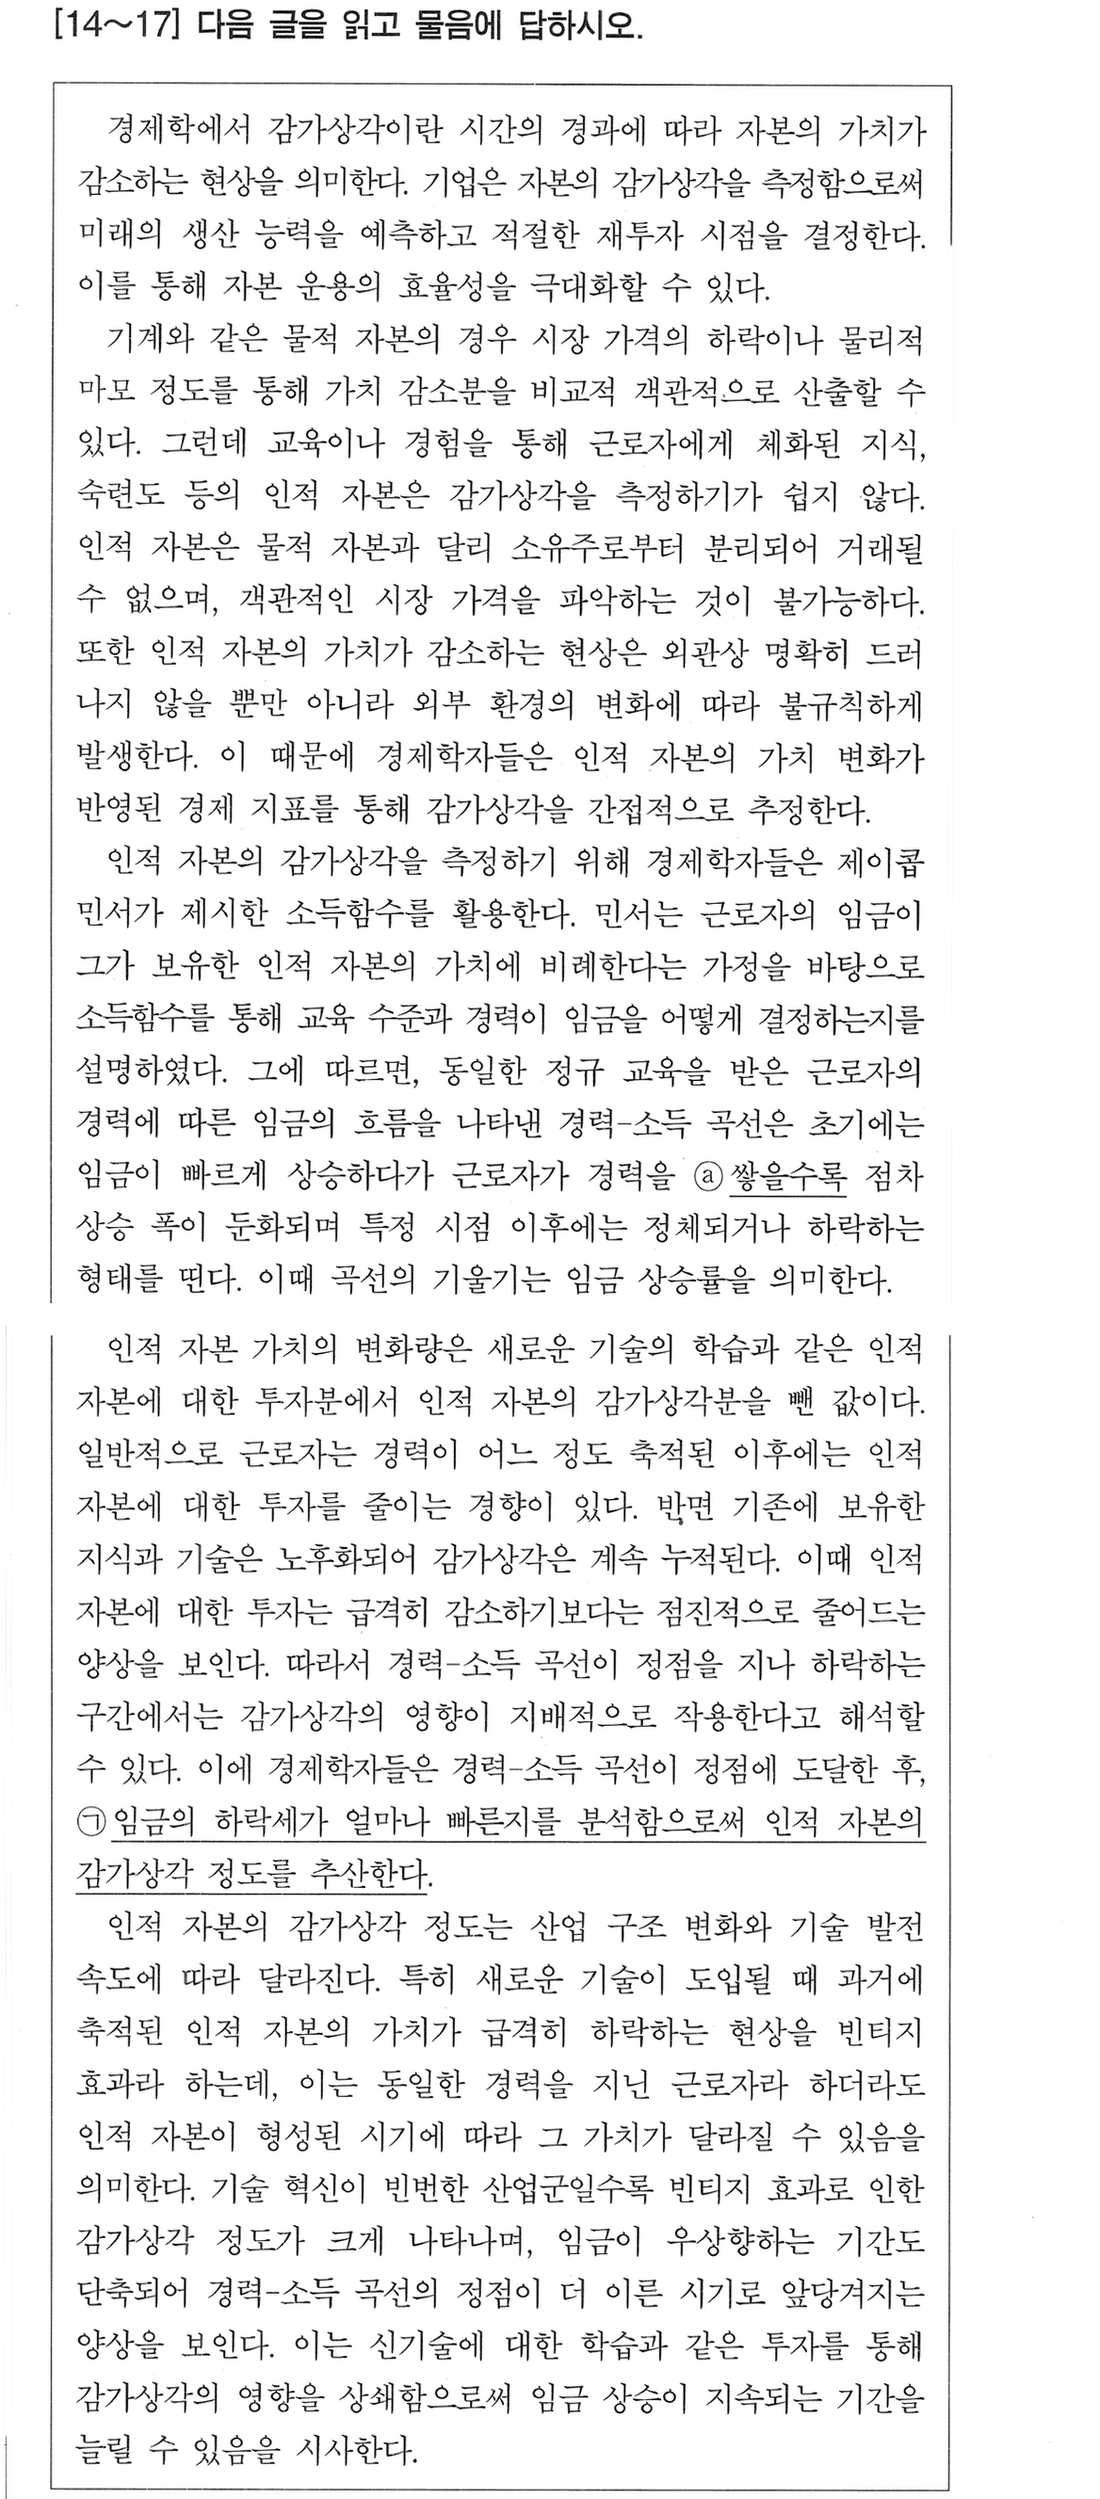 [14～17] 다음 글을 읽고 물음에 답하시오.
경제학에서 감가상각이란 시간의 경과에 따라 자본의 가치가
감소하는 현상을 의미한다. 기업은 자본의 감가상각을 측정함으로써
미래의 생산 능력을 예측하고 적절한 재투자 시점을 결정한다.
이를 통해 자본 운용의 효율성을 극대화할 수 있다.
기계와 같은 물적 자본의 경우 시장 가격의 하락이나 물리적
마모 정도를 통해 가치 감소분을 비교적 객관적으로 산출할 수
있다. 그런데 교육이나 경험을 통해 근로자에게 체화된 지식,
숙련도 등의 인적 자본은 감가상각을 측정하기가 쉽지 않다.
인적 자본은 물적 자본과 달리 소유주로부터 분리되어 거래될
수 없으며, 객관적인 시장 가격을 파악하는 것이 불가능하다.
또한 인적 자본의 가치가 감소하는 현상은 외관상 명확히 드러
나지 않을 뿐만 아니라 외부 환경의 변화에 따라 불규칙하게
발생한다. 이 때문에 경제학자들은 인적 자본의 가치 변화가
반영된 경제 지표를 통해 감가상각을 간접적으로 추정한다.
인적 자본의 감가상각을 측정하기 위해 경제학자들은 제이콥
민서가 제시한 소득함수를 활용한다. 민서는 근로자의 임금이
그가 보유한 인적 자본의 가치에 비례한다는 가정을 바탕으로
소득함수를 통해 교육 수준과 경력이 임금을 어떻게 결정하는지를
설명하였다. 그에 따르면, 동일한 정규 교육을 받은 근로자의
경력에 따른 임금의 흐름을 나타낸 경력-소득 곡선은 초기에는
임금이 빠르게 상승하다가 근로자가 경력을 ⓐ쌓을수록 점차
상승 폭이 둔화되며 특정 시점 이후에는 정체되거나 하락하는
형태를 띤다. 이때 곡선의 기울기는 임금 상승률을 의미한다.
인적 자본 가치의 변화량은 새로운 기술의 학습과 같은 인적
자본에 대한 투자분에서 인적 자본의 감가상각분을 뺀 값이다.
일반적으로 근로자는 경력이 어느 정도 축적된 이후에는 인적
자본에 대한 투자를 줄이는 경향이 있다. 반면 기존에 보유한
지식과 기술은 노후화되어 감가상각은 계속 누적된다. 이때 인적
자본에 대한 투자는 급격히 감소하기보다는 점진적으로 줄어드는
양상을 보인다. 따라서 경력-소득 곡선이 정점을 지나 하락하는
구간에서는 감가상각의 영향이 지배적으로 작용한다고 해석할
수 있다. 이에 경제학자들은 경력-소득 곡선이 정점에 도달한 후,
㉠임금의 하락세가 얼마나 빠른지를 분석함으로써 인적 자본의
감가상각 정도를 추산한다.
인적 자본의 감가상각 정도는 산업 구조 변화와 기술 발전
속도에 따라 달라진다. 특히 새로운 기술이 도입될 때 과거에
축적된 인적 자본의 가치가 급격히 하락하는 현상을 빈티지
효과라 하는데, 이는 동일한 경력을 지닌 근로자라 하더라도
인적 자본이 형성된 시기에 따라 그 가치가 달라질 수 있음을
의미한다. 기술 혁신이 빈번한 산업군일수록 빈티지 효과로 인한
감가상각 정도가 크게 나타나며, 임금이 우상향하는 기간도
단축되어 경력-소득 곡선의 정점이 더 이른 시기로 앞당겨지는
양상을 보인다. 이는 신기술에 대한 학습과 같은 투자를 통해
감가상각의 영향을 상쇄함으로써 임금 상승이 지속되는 기간을
늘릴 수 있음을 시사한다.